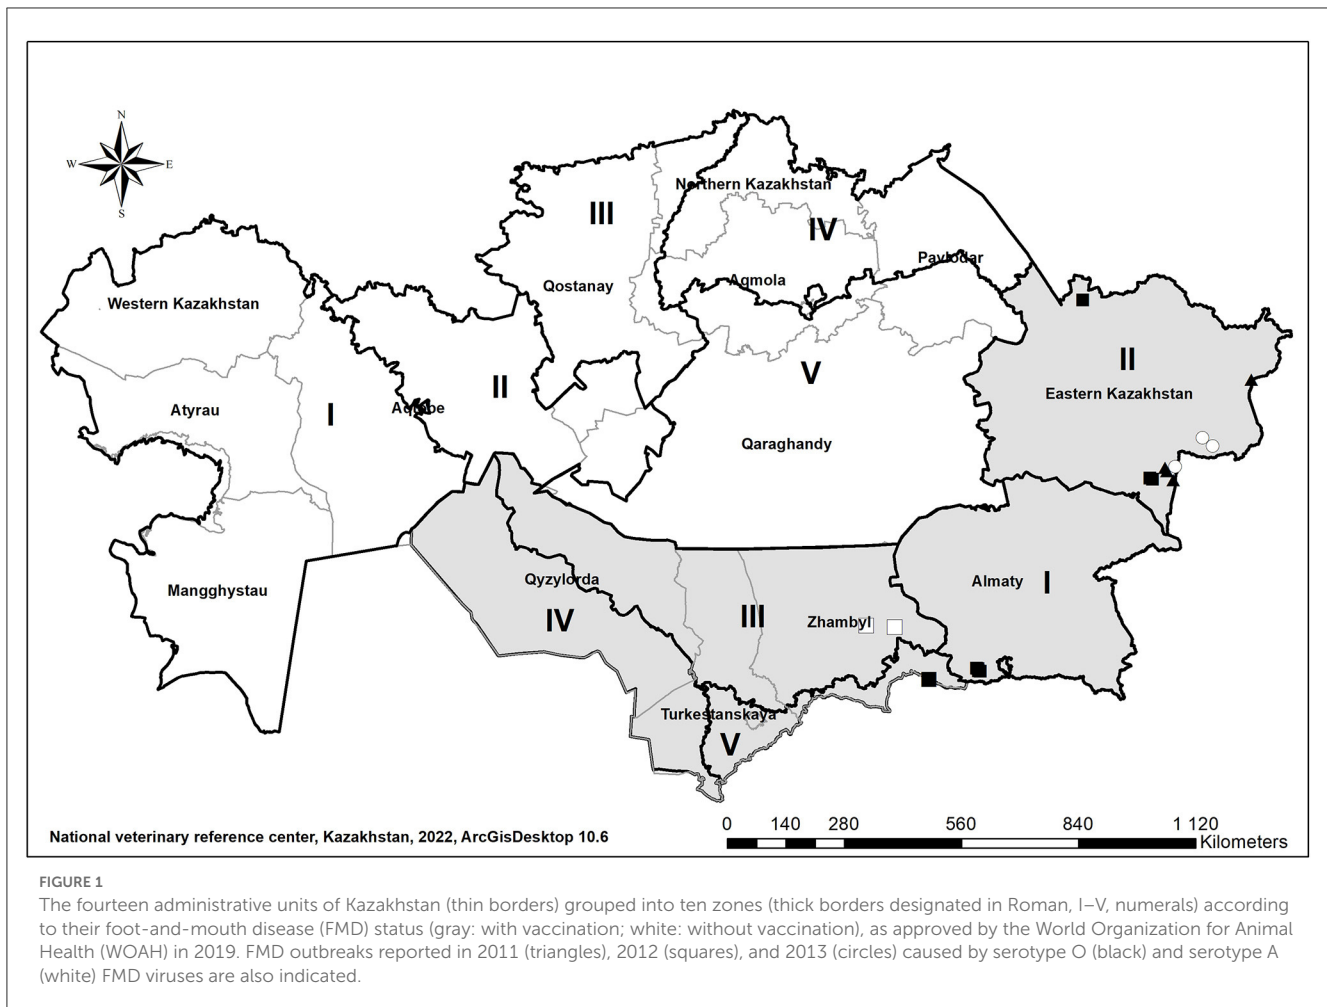 N
W E
S
Northern Kazakhstan
III
IV
Pavlodar
Qostanay
Aqmola
Western Kazakhstan
II
V
Eastern Kazakhstan
II
Atyrau
I
Aqtobe
Qaraghandy
Qyzylorda
Almaty
I
Mangghystau
IV
III
Zhambyl
Turkestanskaya
V
0 140 280 560 840 1 120
Kilometers
National veterinary reference center, Kazakhstan, 2022, ArcGisDesktop 10.6
FIGURE 1
The fourteen administrative units of Kazakhstan (thin borders) grouped into ten zones (thick borders designated in Roman, I–V, numerals) according
to their foot-and-mouth disease (FMD) status (gray: with vaccination; white: without vaccination), as approved by the World Organization for Animal
Health (WOAH) in 2019. FMD outbreaks reported in 2011 (triangles), 2012 (squares), and 2013 (circles) caused by serotype O (black) and serotype A
(white) FMD viruses are also indicated.